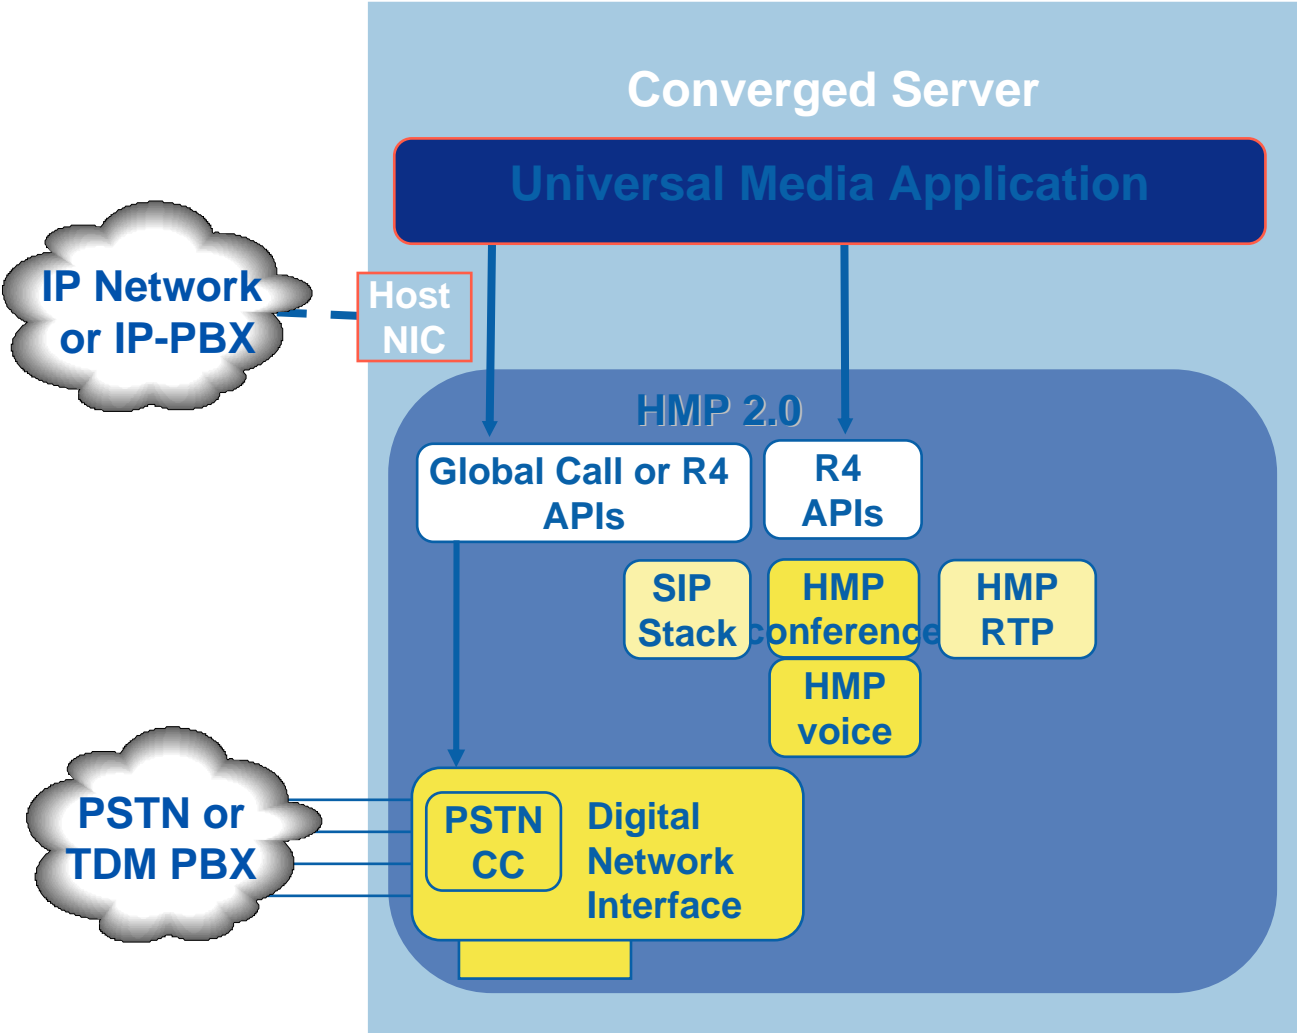 Converged Server
Universal Media Application
IP Network
or IP-PBX
Host
NIC
HMP 2.0
Global Call or R4
APIs
R4
APIs
SIP
Stack
HMP
conference
HMP
RTP
HMP
voice
PSTN or
TDM PBX
PSTN
CC
Digital
Network
Interface